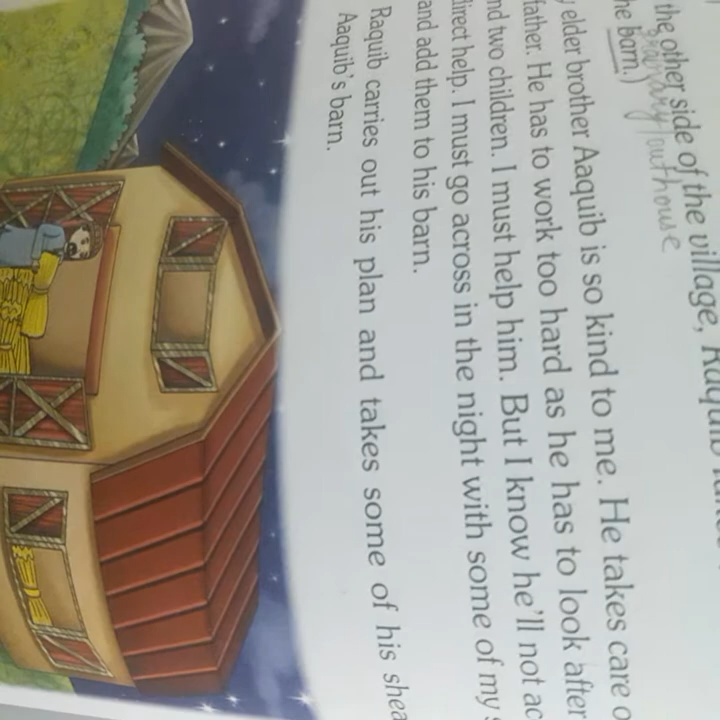 the other side of the village, Raquib
granary/outhouse
he barn.)
elder brother Aaquib is so kind to me. He takes care o
father. He has to work too hard as he has to look after
nd two children. I must help him. But I know he'll not ac
direct help. I must go across in the night with some of my s
and add them to his barn.
Raquib carries out his plan and takes some of his shea
Aaquib's barn.